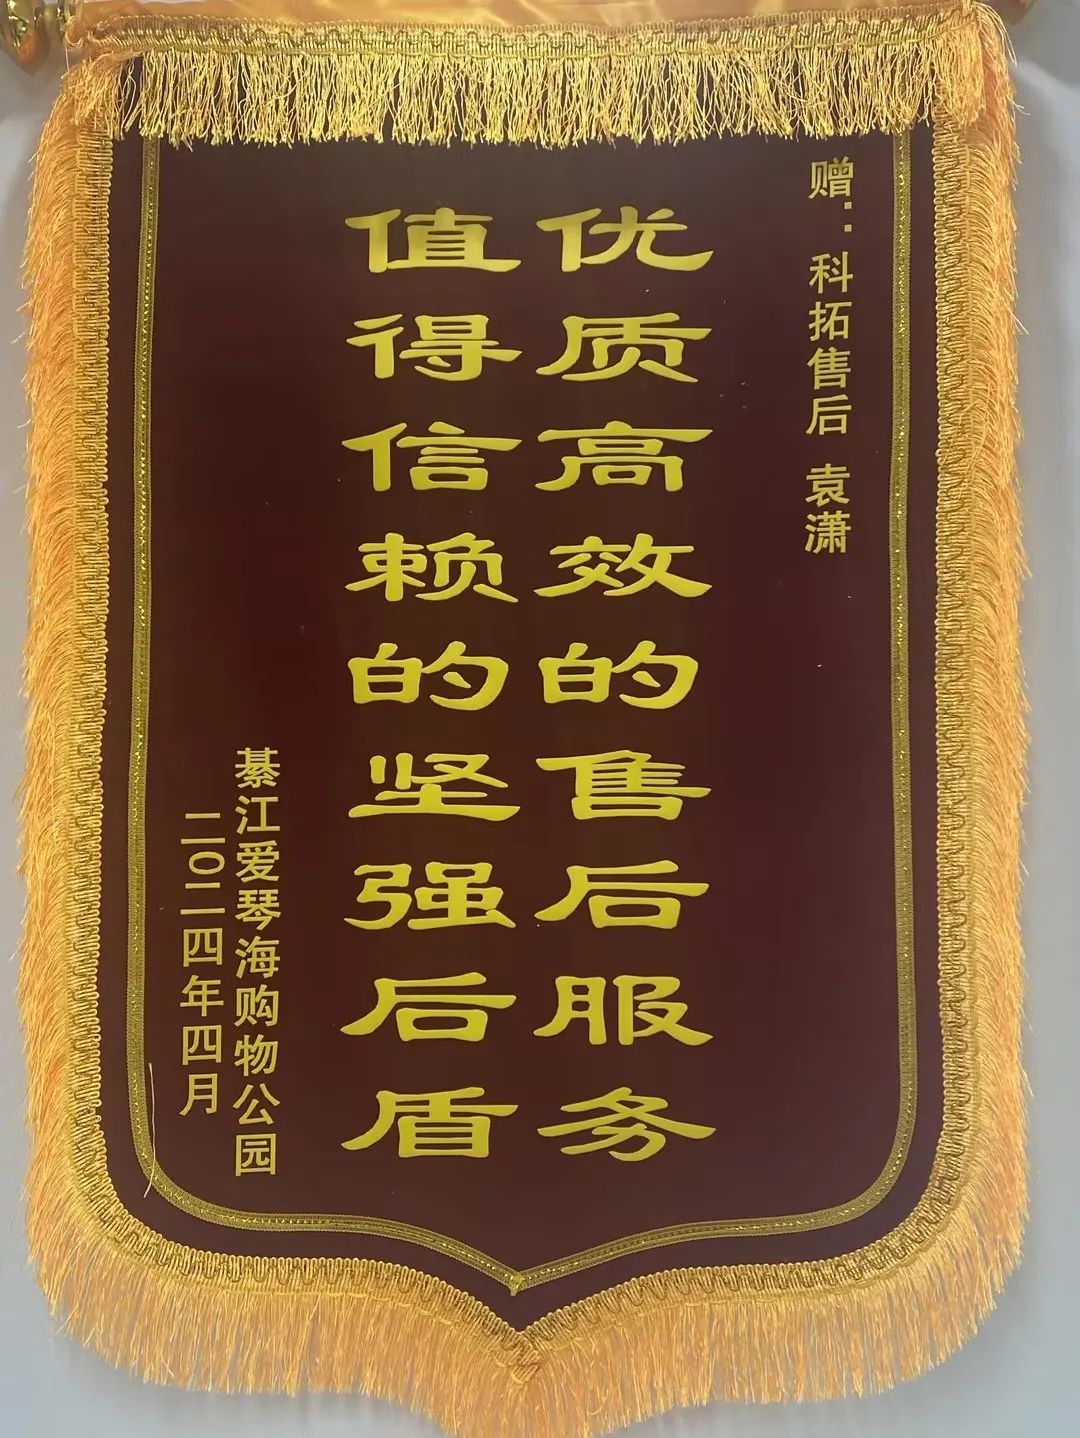 赠：科拓售后 袁潇
优质高效的售后服务
值得信赖的坚强后盾
綦江爱琴海购物公园
二〇二四年四月